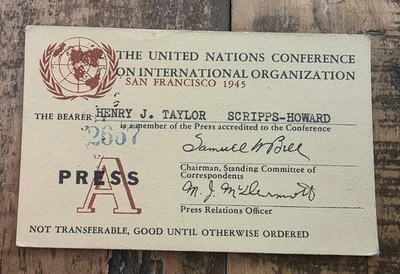 THE UNITED NATIONS CONFERENCE
ON INTERNATIONAL ORGANIZATION
SAN FRANCISCO 1945
THE BEARER HENRY J. TAYLOR SCRIPPS-HOWARD
is a member of the Press accredited to the Conference
2657
Samuel W Bell
Chairman, Standing Committee of
Correspondents
A
PRESS
M. J. McDermott
Press Relations Officer
NOT TRANSFERABLE, GOOD UNTIL OTHERWISE ORDERED